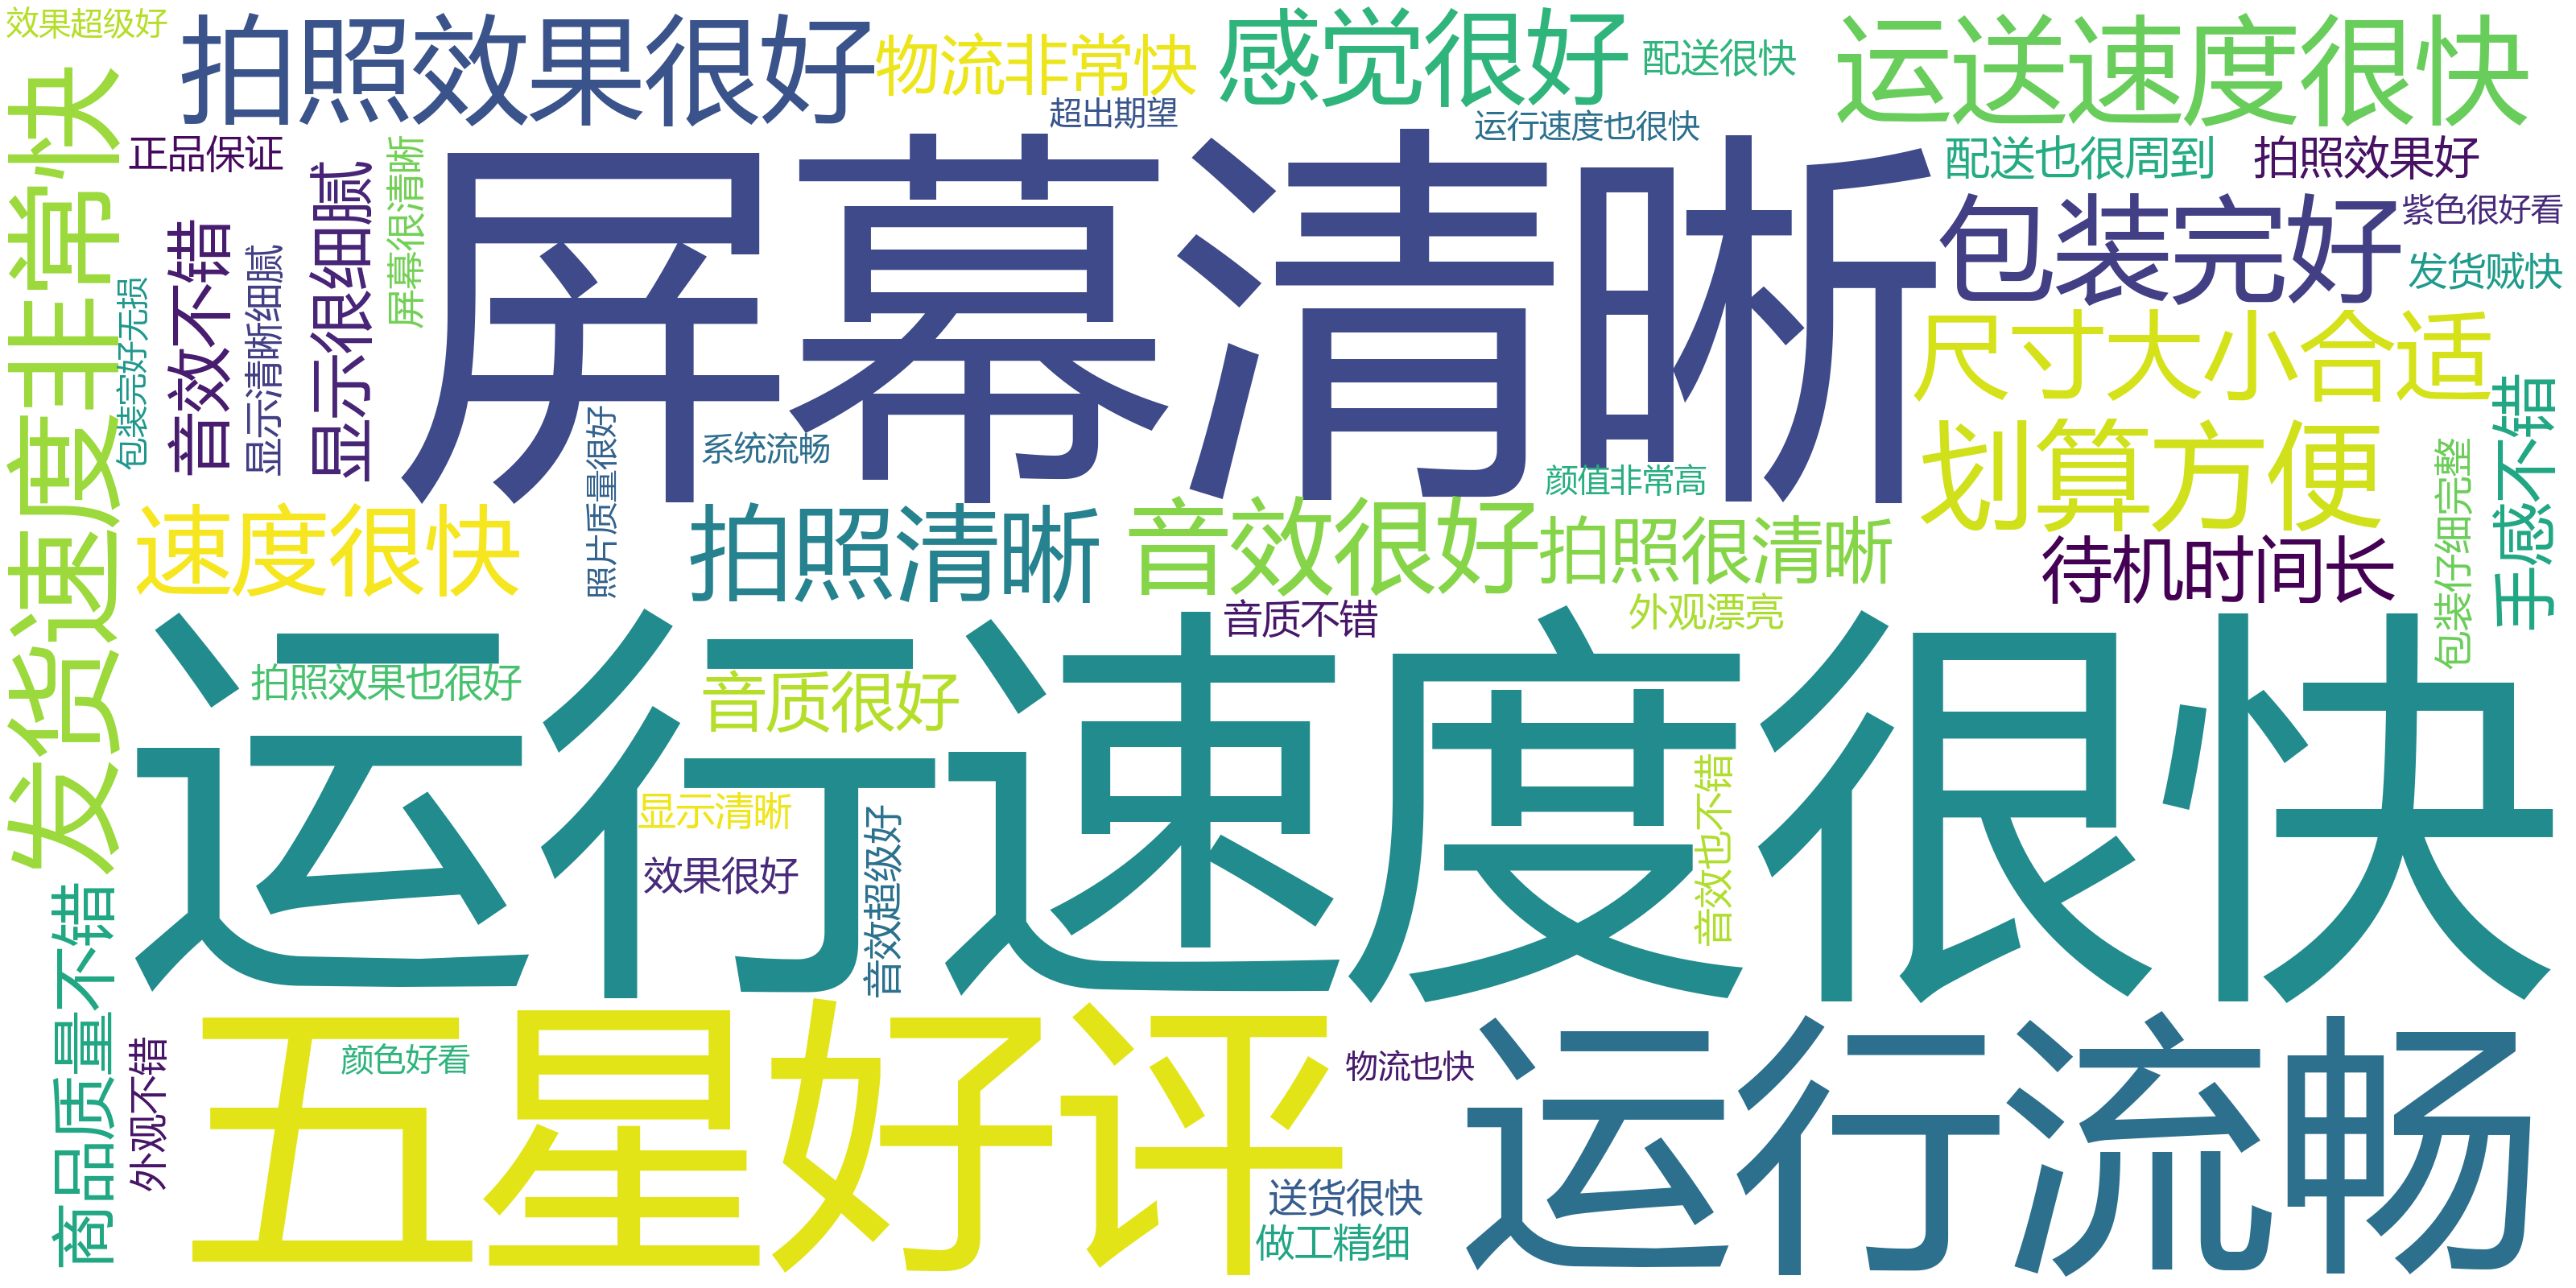 效果超级好
拍照效果很好
物流非常快
感觉很好
配送很快
运送速度很快
超出期望
运行速度也很快
正品保证
配送也很周到
拍照效果好
发货速度非常快
屏幕清晰
显示很细腻
屏幕很清晰
音效不错
显示清晰细腻
包装完好无损
包装完好
紫色很好看
发货贼快
尺寸大小合适
手感不错
划算方便
系统流畅
照片质量很好
颜值非常高
包装仔细完整
速度很快
拍照清晰
音效很好
拍照很清晰
待机时间长
音质不错
外观漂亮
运行速度很快
拍照效果也很好
音质很好
显示清晰
音效也不错
效果很好
音效超级好
商品质量不错
五星好评
运行流畅
外观不错
颜色好看
物流也快
送货很快
做工精细